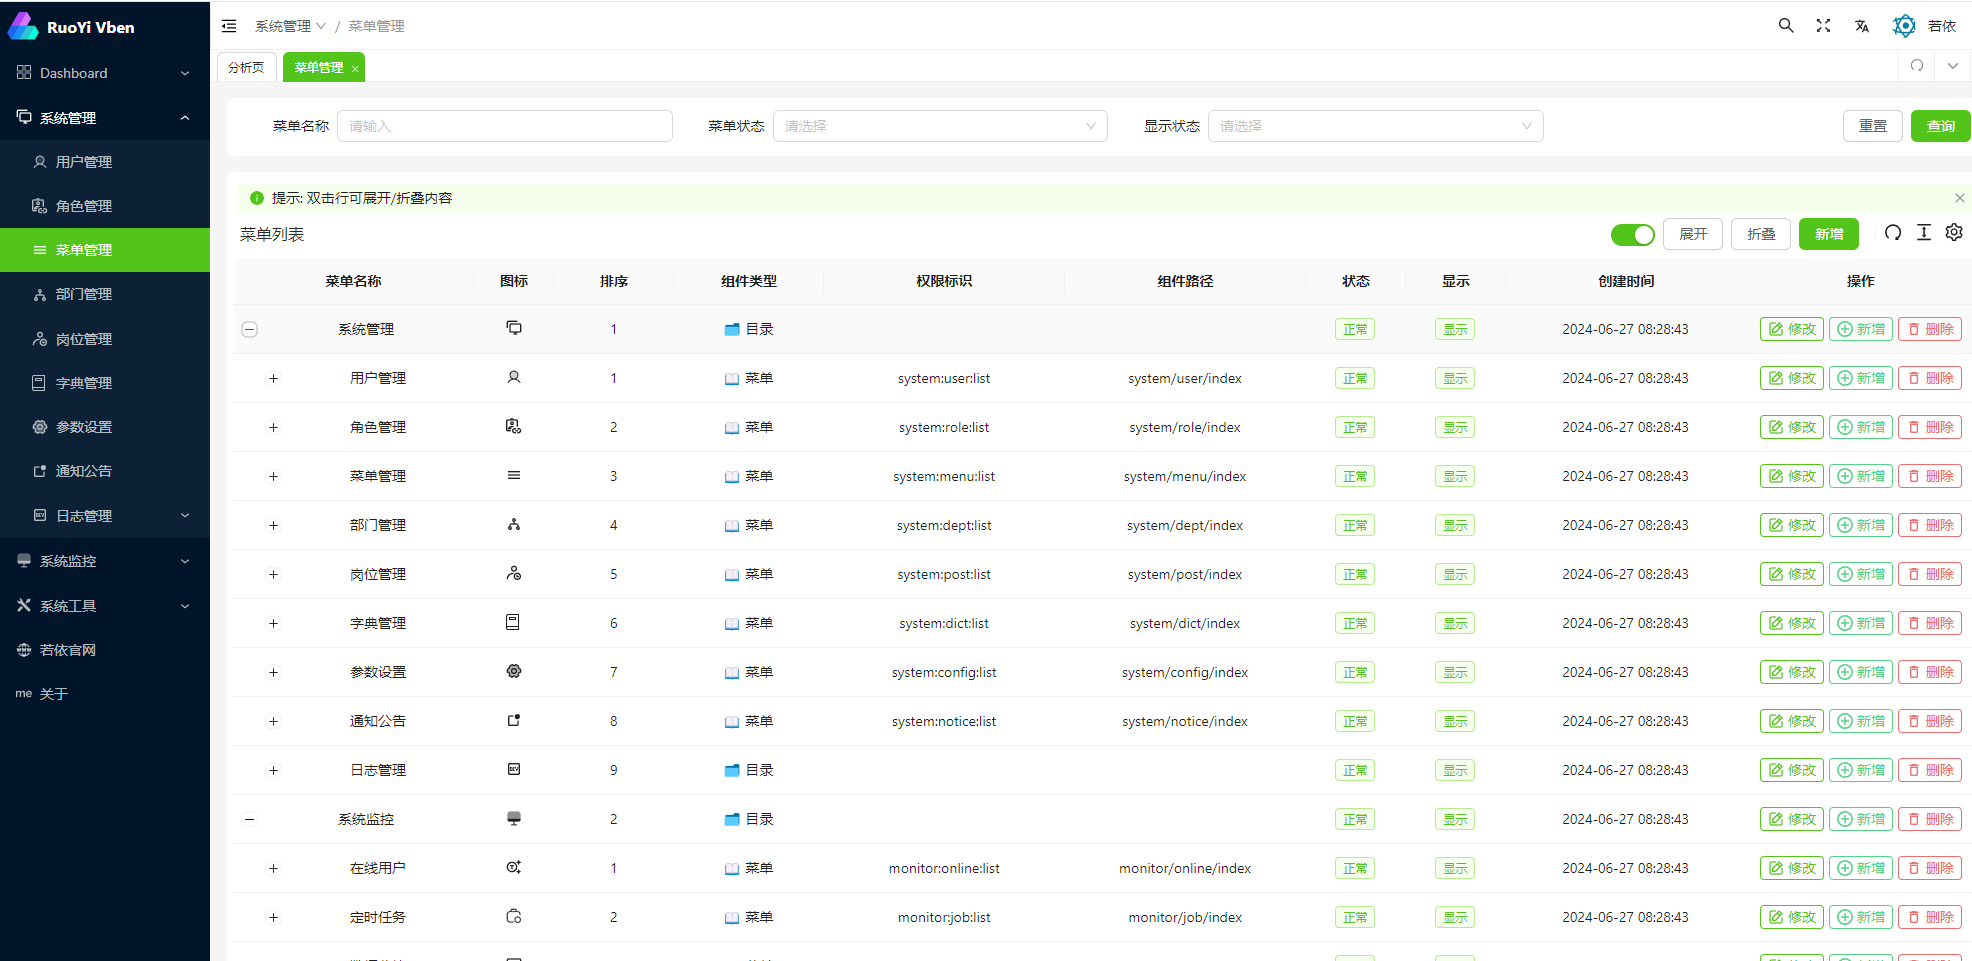 RuoYi Vben
Dashboard
系统管理
用户管理
角色管理
菜单管理
部门管理
岗位管理
字典管理
参数设置
通知公告
日志管理
系统监控
系统工具
若依官网
me 关于
系统管理 / 菜单管理
若依
分析页 菜单管理 ×
菜单名称 请输入 菜单状态 请选择 显示状态 请选择 重置 查询
提示: 双击行可展开/折叠内容
菜单列表 展开 折叠 新增
菜单名称 图标 排序 组件类型 权限标识 组件路径 状态 显示 创建时间 操作
系统管理 1 目录 正常 显示 2024-06-27 08:28:43 修改 新增 删除
用户管理 1 菜单 system:user:list system/user/index 正常 显示 2024-06-27 08:28:43 修改 新增 删除
角色管理 2 菜单 system:role:list system/role/index 正常 显示 2024-06-27 08:28:43 修改 新增 删除
菜单管理 3 菜单 system:menu:list system/menu/index 正常 显示 2024-06-27 08:28:43 修改 新增 删除
部门管理 4 菜单 system:dept:list system/dept/index 正常 显示 2024-06-27 08:28:43 修改 新增 删除
岗位管理 5 菜单 system:post:list system/post/index 正常 显示 2024-06-27 08:28:43 修改 新增 删除
字典管理 6 菜单 system:dict:list system/dict/index 正常 显示 2024-06-27 08:28:43 修改 新增 删除
参数设置 7 菜单 system:config:list system/config/index 正常 显示 2024-06-27 08:28:43 修改 新增 删除
通知公告 8 菜单 system:notice:list system/notice/index 正常 显示 2024-06-27 08:28:43 修改 新增 删除
日志管理 9 目录 正常 显示 2024-06-27 08:28:43 修改 新增 删除
系统监控 2 目录 正常 显示 2024-06-27 08:28:43 修改 新增 删除
在线用户 1 菜单 monitor:online:list monitor/online/index 正常 显示 2024-06-27 08:28:43 修改 新增 删除
定时任务 2 菜单 monitor:job:list monitor/job/index 正常 显示 2024-06-27 08:28:43 修改 新增 删除